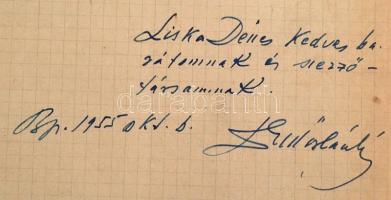 Liska Dénes Kedves ba-
rátomnak és szerző-
társamnak.
Bp. 1955 okt. 6.